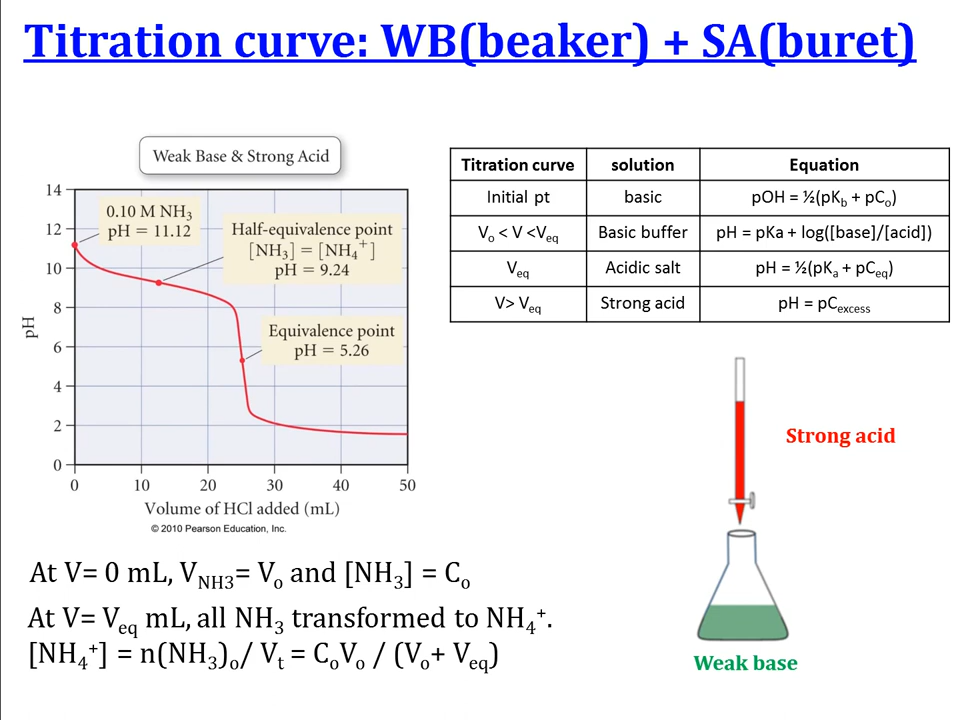 Titration curve: WB(beaker) + SA(buret)
Weak Base & Strong Acid
14
12
10
8
6
4
2
0
pH
0.10 M NH₃
pH = 11.12
Half-equivalence point
[NH₃] = [NH₄⁺]
pH = 9.24
Equivalence point
pH = 5.26
0 10 20 30 40 50
Volume of HCl added (mL)
© 2010 Pearson Education, Inc.
Titration curve solution Equation
Initial pt basic pOH = ½(pKb + pCo)
Vo < V <Veq Basic buffer pH = pKa + log([base]/[acid])
Veq Acidic salt pH = ½(pKa + pCeq)
V> Veq Strong acid pH = pCexcess
Strong acid
Weak base
At V= 0 mL, VNH3= Vo and [NH3] = Co
At V= Veq mL, all NH3 transformed to NH4⁺.
[NH4⁺] = n(NH3)o/ Vt = CoVo / (Vo+ Veq)